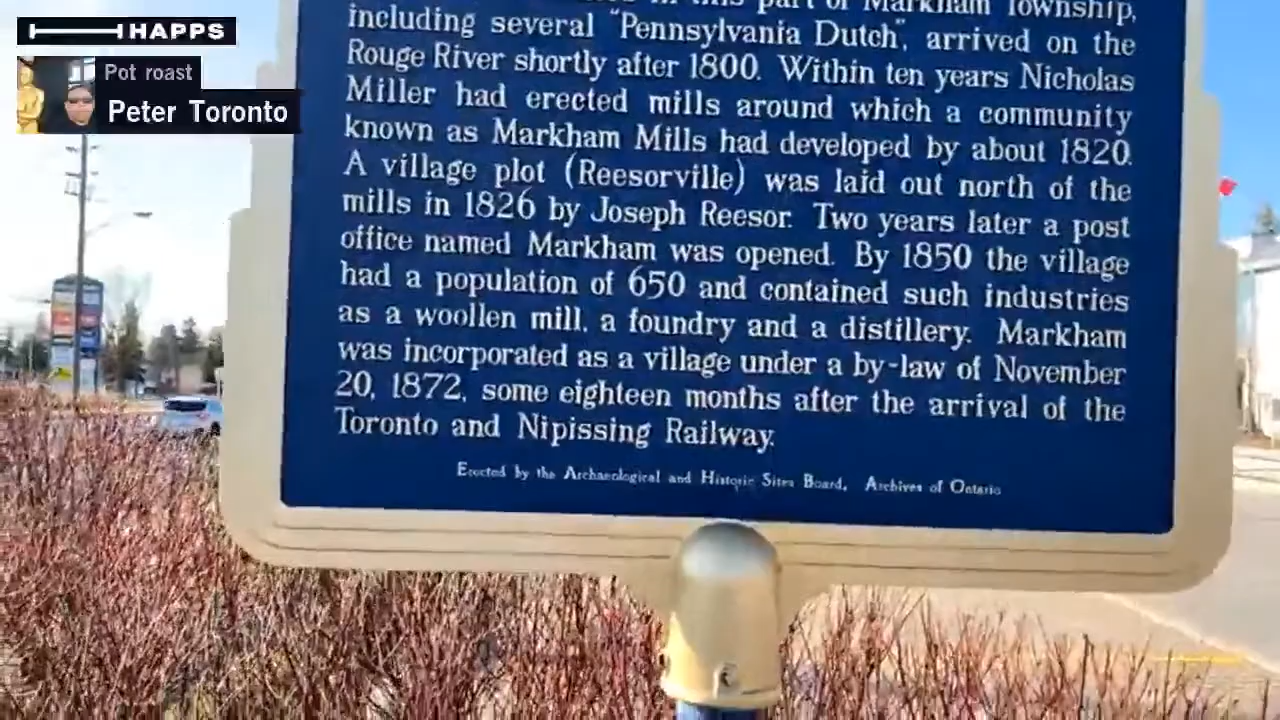 HAPPS
Pot roast
Peter Toronto
in this part of Markham Township,
including several "Pennsylvania Dutch", arrived on the
Rouge River shortly after 1800. Within ten years Nicholas
Miller had erected mills around which a community
known as Markham Mills had developed by about 1820.
A village plot (Reesorville) was laid out north of the
mills in 1826 by Joseph Reesor. Two years later a post
office named Markham was opened. By 1850 the village
had a population of 650 and contained such industries
as a woollen mill, a foundry and a distillery. Markham
was incorporated as a village under a by-law of November
20, 1872, some eighteen months after the arrival of the
Toronto and Nipissing Railway.
Erected by the Archaeological and Historic Sites Board, Archives of Ontario